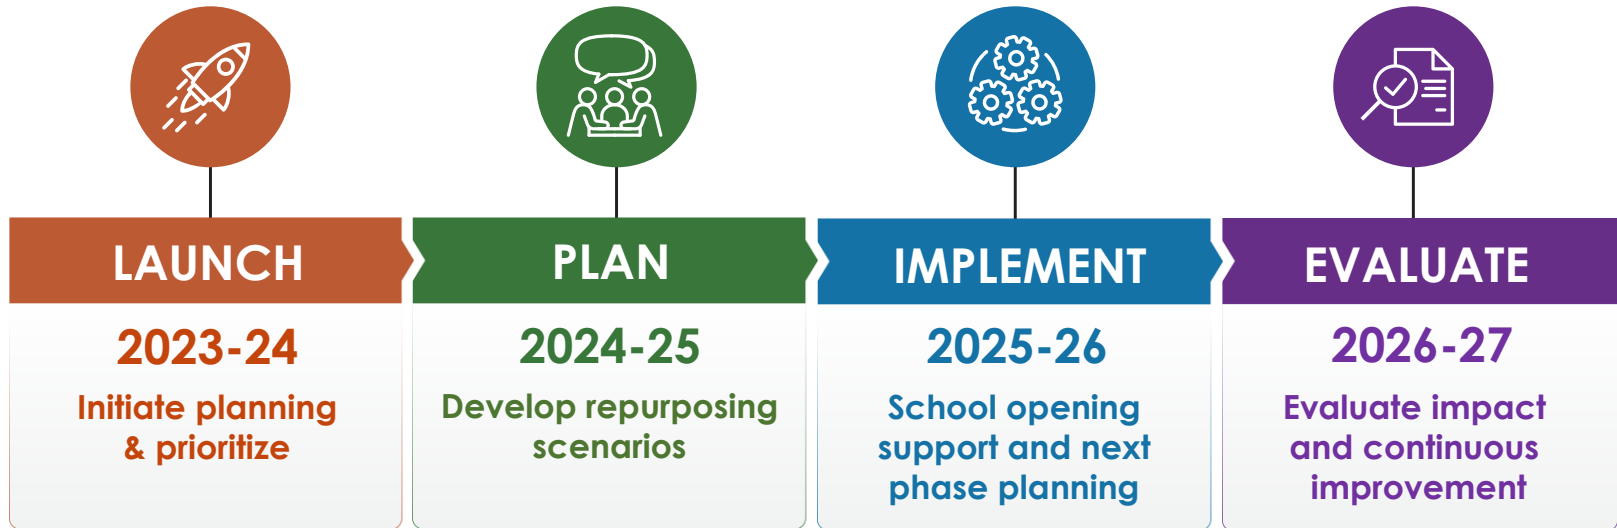 LAUNCH
2023-24
Initiate planning
& prioritize
PLAN
2024-25
Develop repurposing
scenarios
IMPLEMENT
2025-26
School opening
support and next
phase planning
EVALUATE
2026-27
Evaluate impact
and continuous
improvement